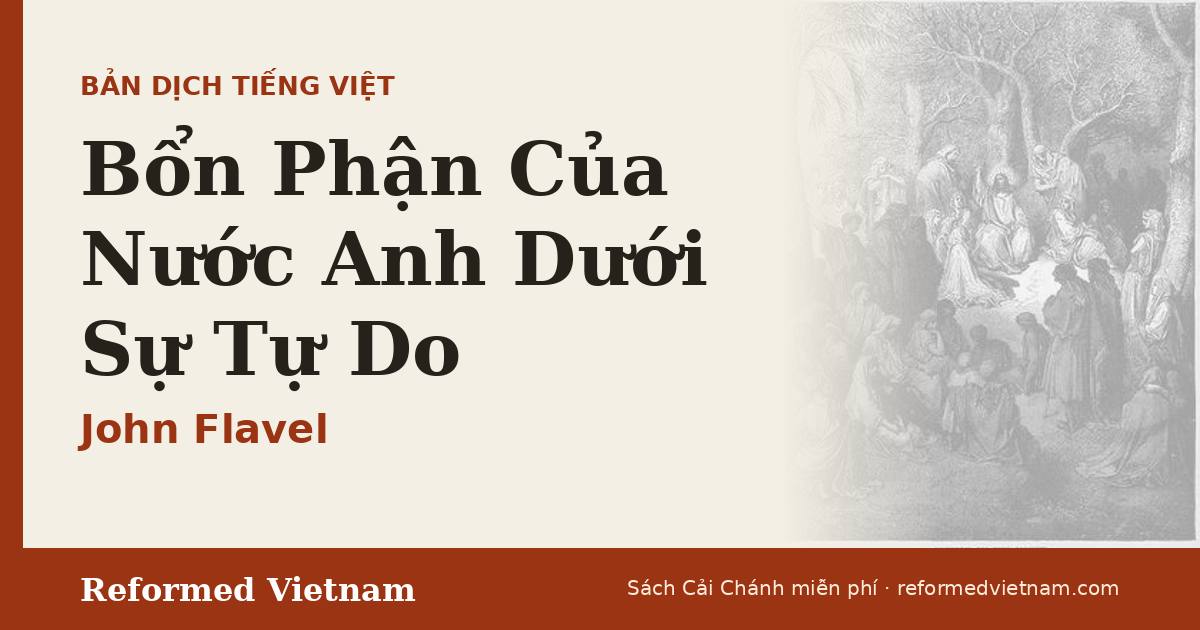 BẢN DỊCH TIẾNG VIỆT
Bổn Phận Của
Nước Anh Dưới
Sự Tự Do
John Flavel
Reformed Vietnam
Sách Cải Chánh miễn phí · reformedvietnam.com